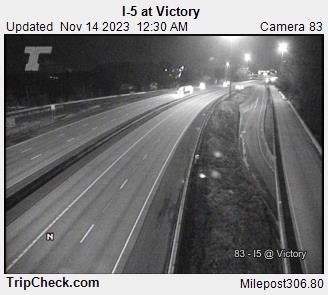 I-5 at Victory
Updated Nov 14 2023 12:30 AM Camera 83
T
N
83 - I5 @ Victory
TripCheck.com Milepost306.80